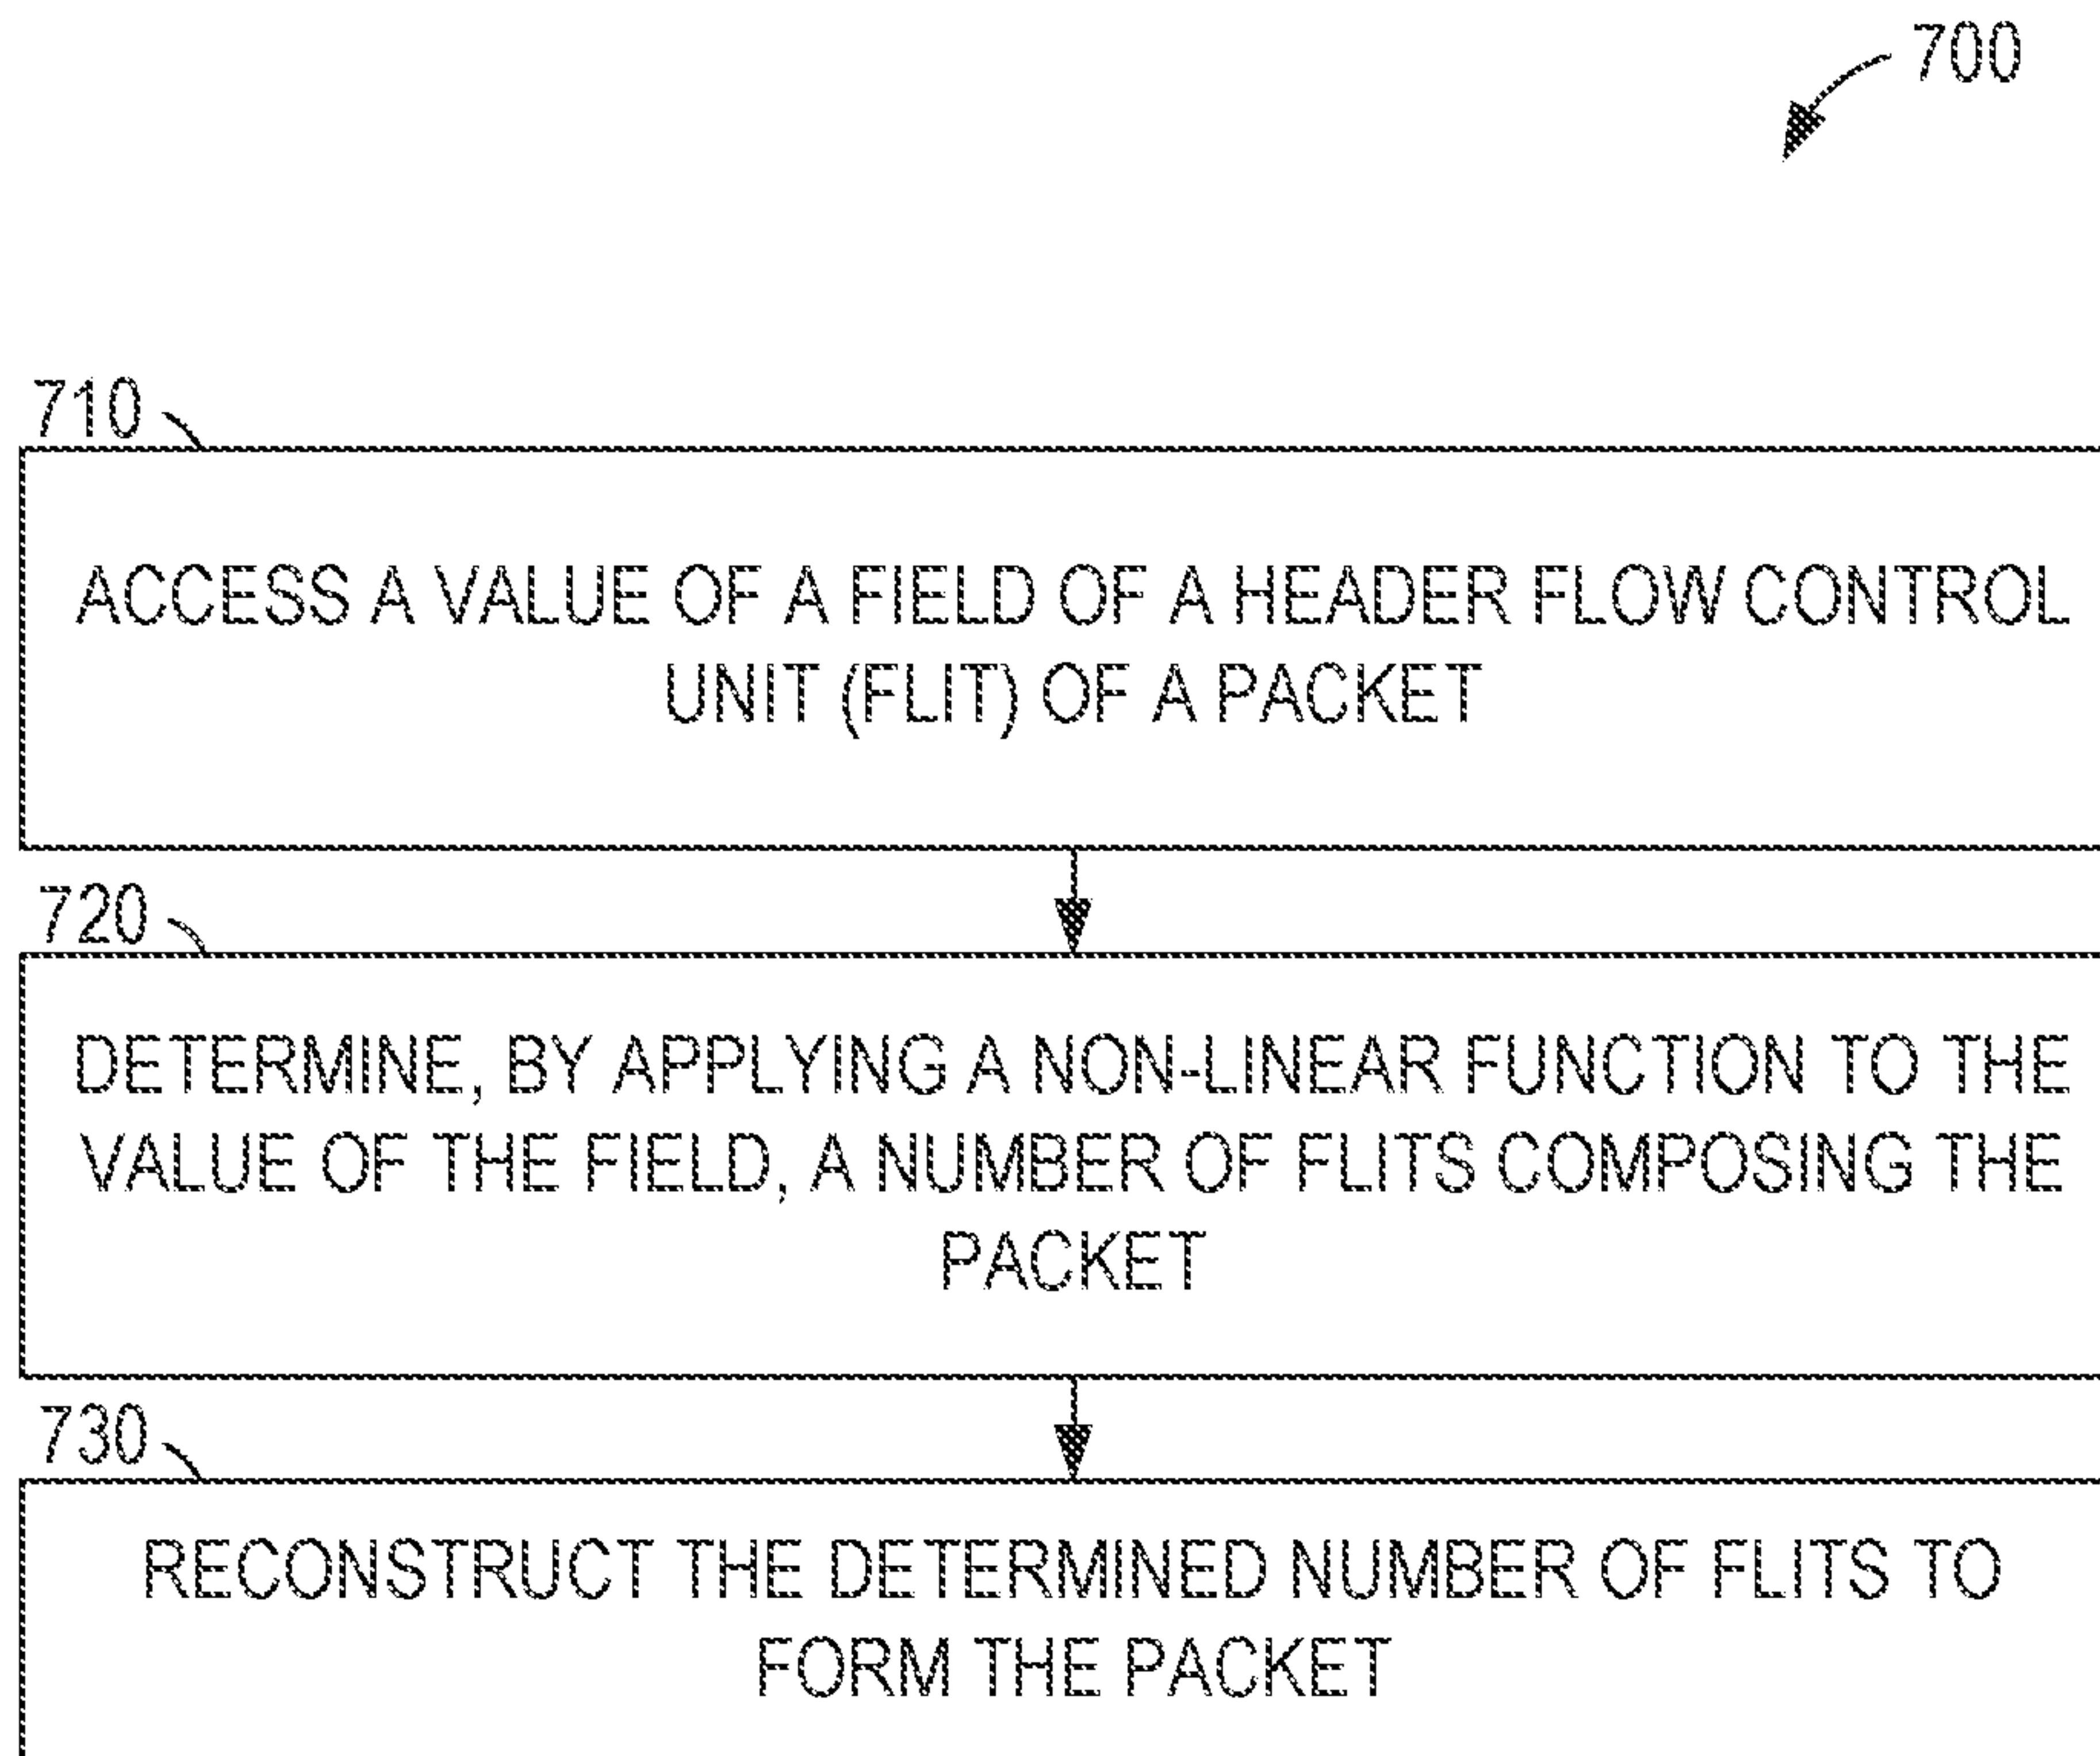 700
710
ACCESS A VALUE OF A FIELD OF A HEADER FLOW CONTROL
UNIT (FLIT) OF A PACKET
720
DETERMINE, BY APPLYING A NON-LINEAR FUNCTION TO THE
VALUE OF THE FIELD, A NUMBER OF FLITS COMPOSING THE
PACKET
730
RECONSTRUCT THE DETERMINED NUMBER OF FLITS TO
FORM THE PACKET